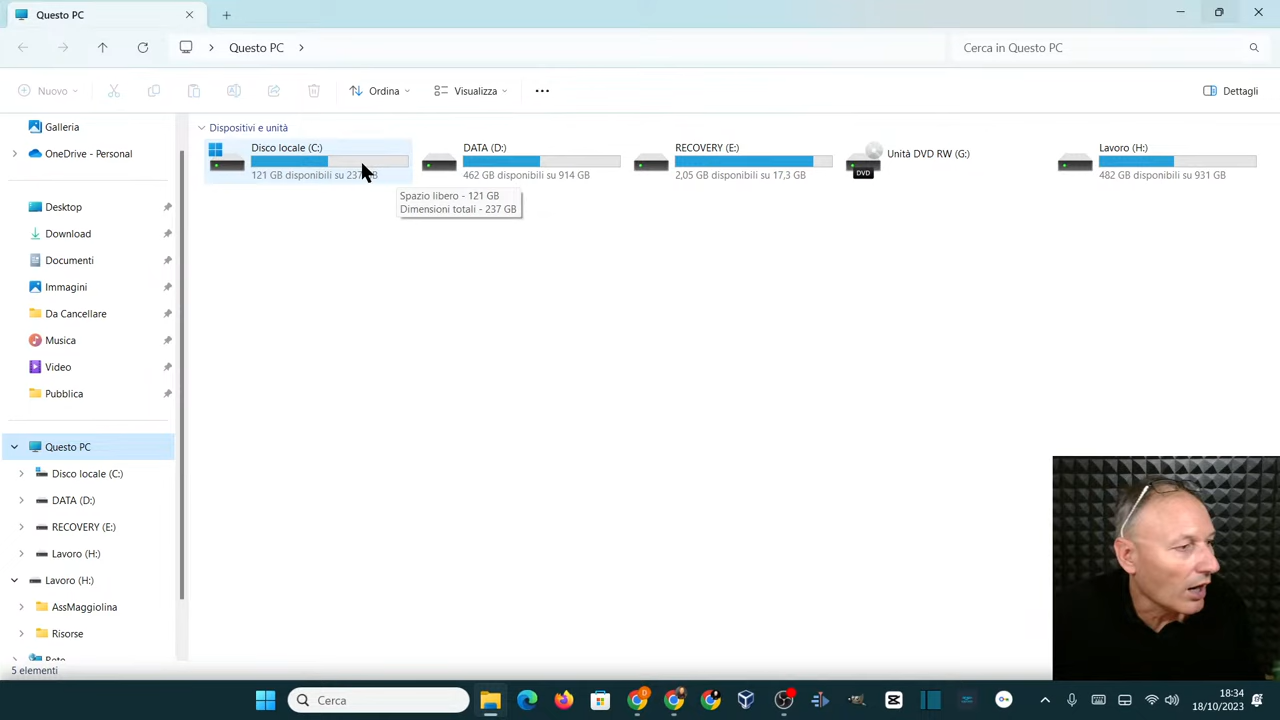 Questo PC
Questo PC
Cerca in Questo PC
Nuovo
Ordina
Visualizza
Dettagli
Galleria
OneDrive - Personal
Desktop
Download
Documenti
Immagini
Da Cancellare
Musica
Video
Pubblica
Questo PC
Disco locale (C:)
DATA (D:)
RECOVERY (E:)
Lavoro (H:)
Lavoro (H:)
AssMaggiolina
Risorse
Rete
5 elementi
Dispositivi e unità
Disco locale (C:)
121 GB disponibili su 237 GB
DATA (D:)
462 GB disponibili su 914 GB
RECOVERY (E:)
2,05 GB disponibili su 17,3 GB
Unità DVD RW (G:)
DVD
Lavoro (H:)
482 GB disponibili su 931 GB
Spazio libero - 121 GB
Dimensioni totali - 237 GB
Cerca
18:34
18/10/2023